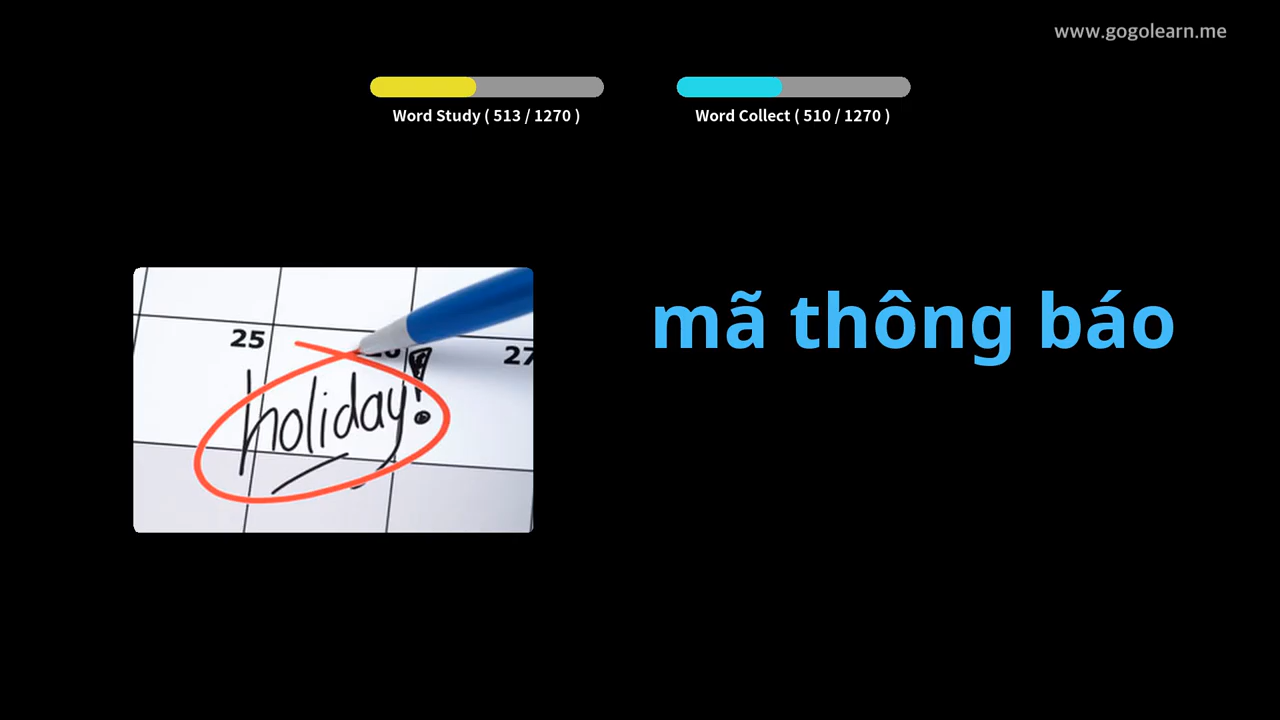 www.gogolearn.me
Word Study ( 513 / 1270 )
Word Collect ( 510 / 1270 )
mã thông báo
25
27
holiday!